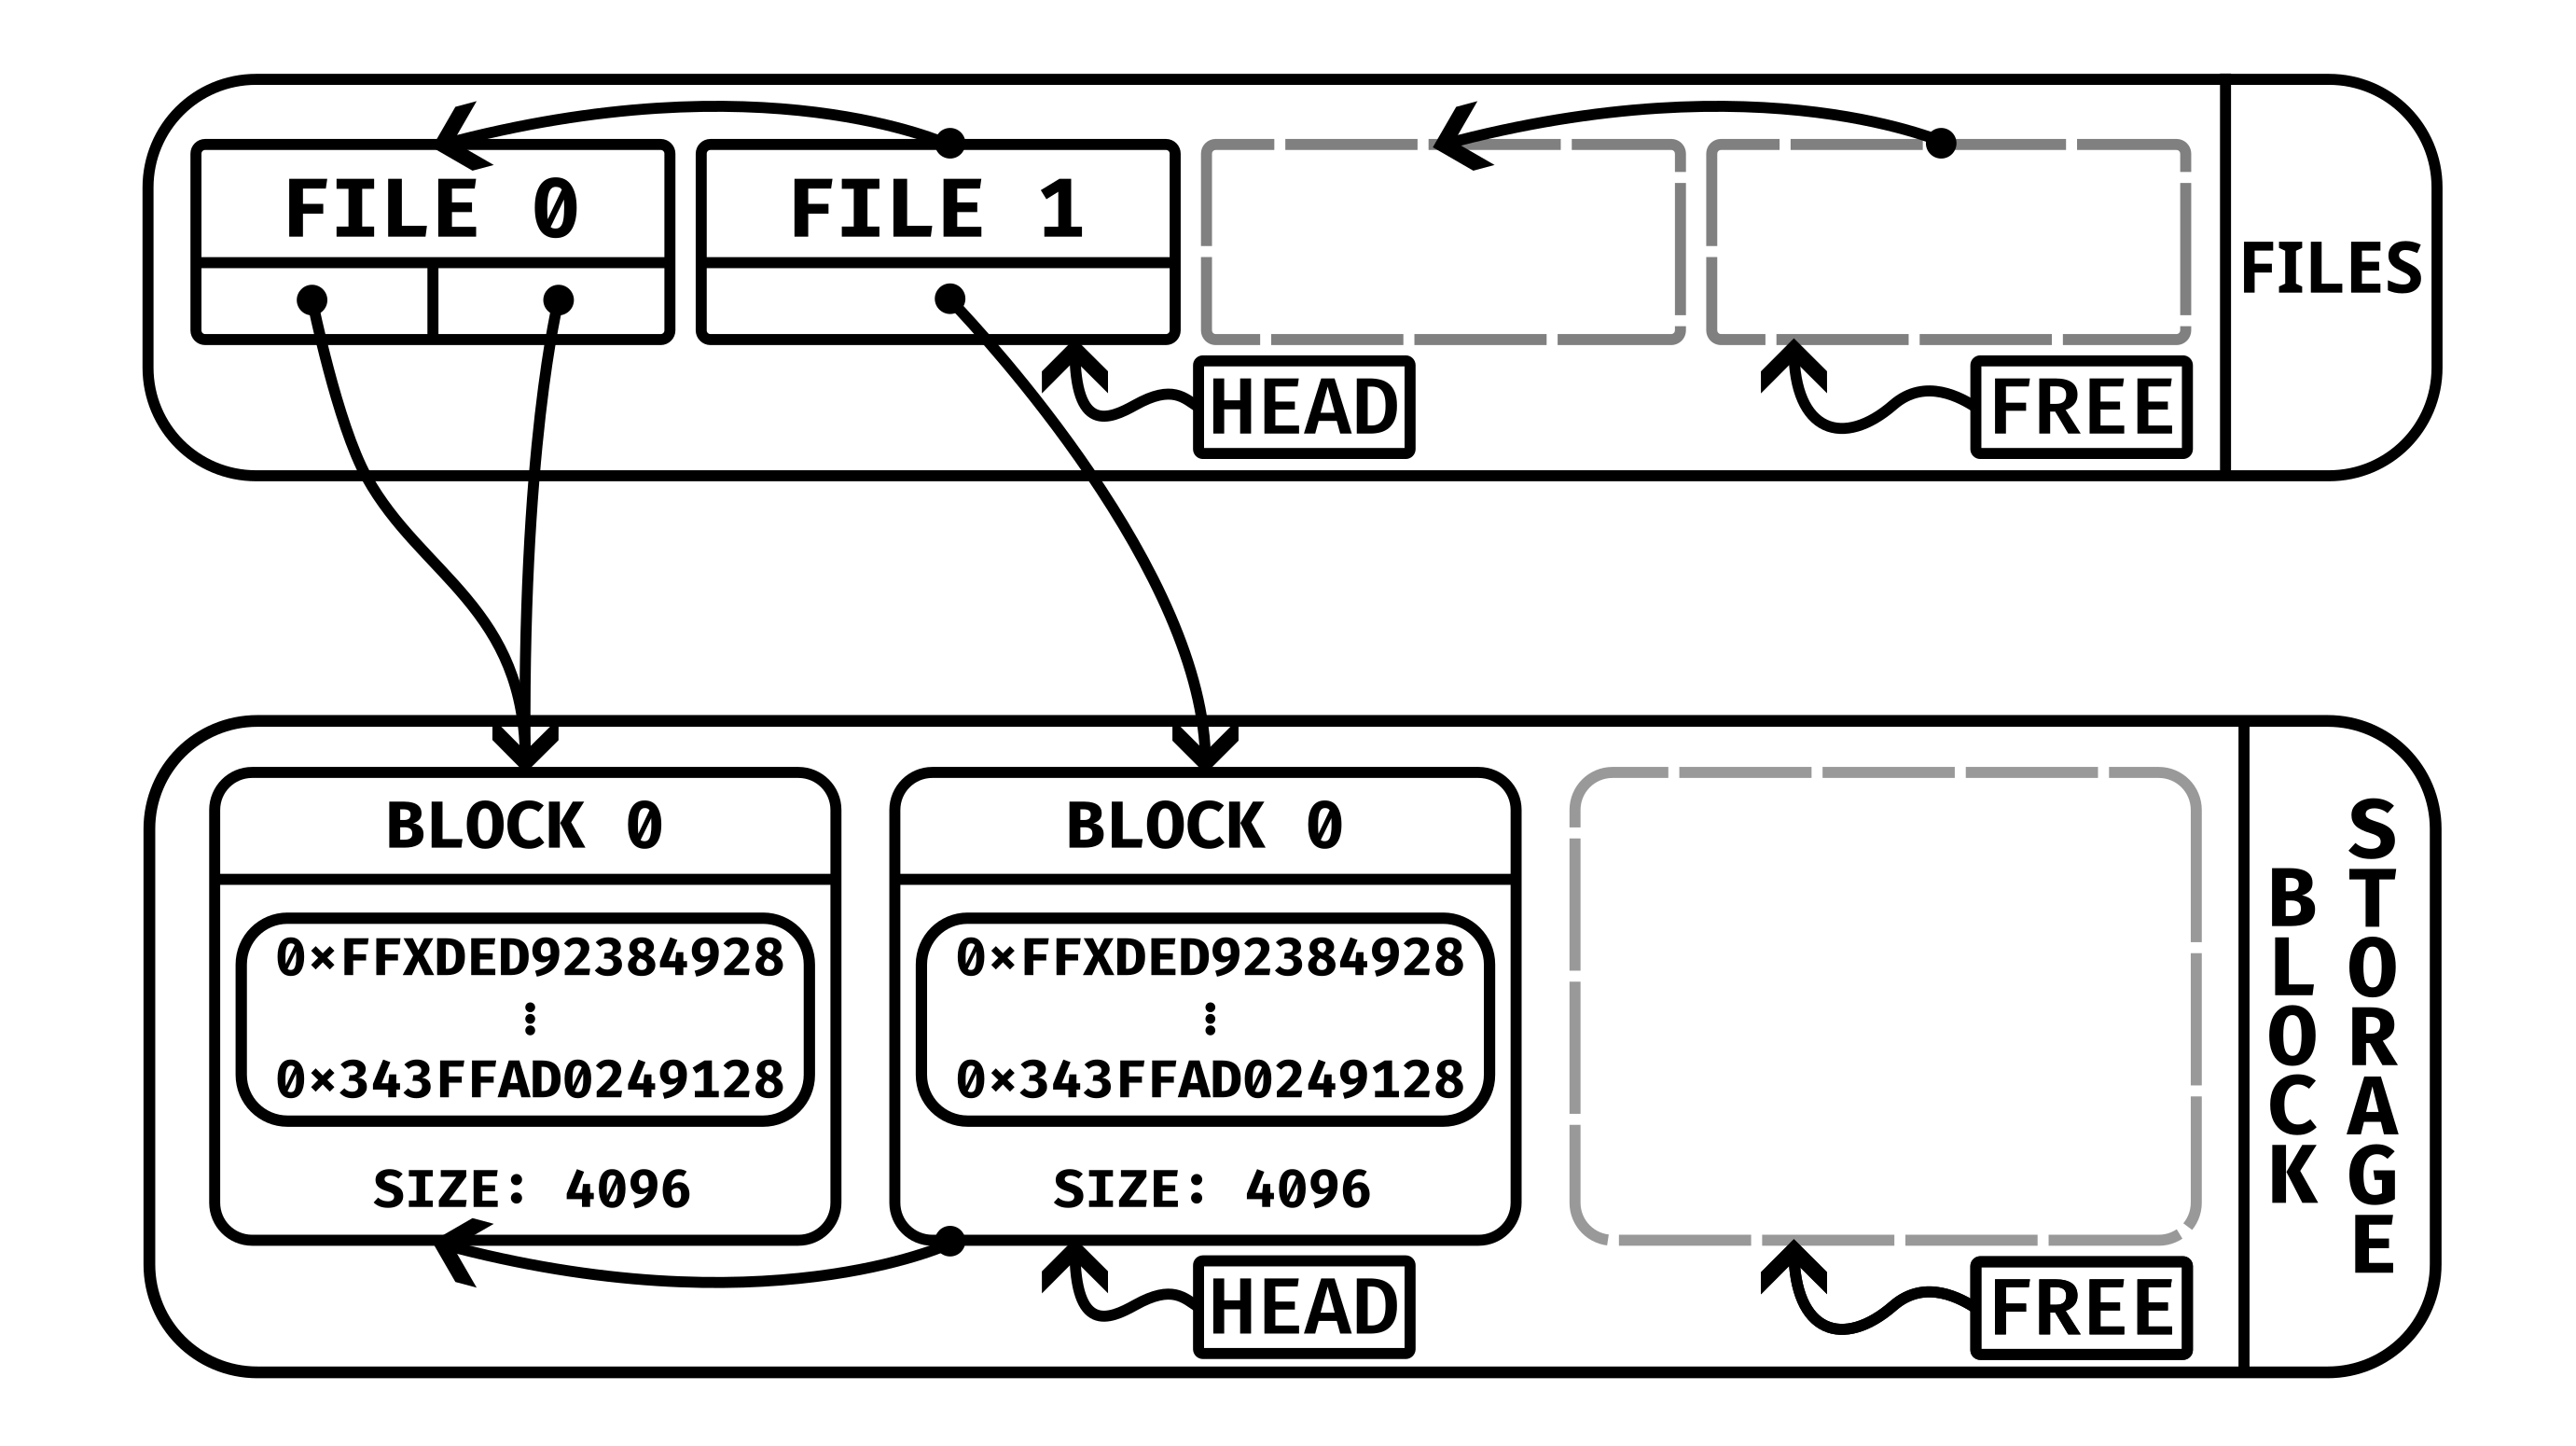 FILE 0
FILE 1
FILES
HEAD
FREE
BLOCK 0
0×FFXDED92384928
⋮
0×343FFAD0249128
SIZE: 4096
BLOCK 0
0×FFXDED92384928
⋮
0×343FFAD0249128
SIZE: 4096
HEAD
FREE
BLOCK
STORAGE